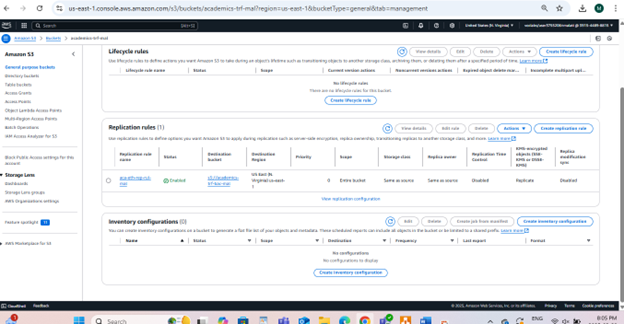 us-east-1.console.aws.amazon.com/s3/buckets/academics-trf-mar?region=us-east-1&bucketType=general&tab=management
Search
[Alt+S]
United States (N. Virginia)
Amazon S3
Buckets
academics-trf-mar
Amazon S3
General purpose buckets
Directory buckets
Table buckets
Access Grants
Access Points
Object Lambda Access Points
Multi-Region Access Points
Batch Operations
IAM Access Analyzer for S3
Block Public Access settings for this account
Storage Lens
Dashboards
Storage Lens groups
AWS Organizations settings
Feature spotlight
AWS Marketplace for S3
Lifecycle rules
View details
Edit
Delete
Actions
Create lifecycle rule
Use lifecycle rules to define actions you want Amazon S3 to take during an object's lifetime such as transitioning objects to another storage class, archiving them, or deleting them after a specified period of time. Learn more
Lifecycle rule name
Status
Scope
Current version actions
Noncurrent versions actions
Expired object delete mar...
Incomplete multipart upl...
No lifecycle rules
There are no lifecycle rules for this bucket.
Create lifecycle rule
Replication rules (1)
View details
Edit rule
Delete
Actions
Create replication rule
Use replication rules to define options you want Amazon S3 to apply during replication such as server-side encryption, replica ownership, transitioning replicas to another storage class, and more. Learn more
Replication rule name
Status
Destination bucket
Destination Region
Priority
Scope
Storage class
Replica owner
Replication Time Control
KMS-encrypted objects (SSE-KMS or DSSE-KMS)
Replica modification sync
Enabled
US East (N. Virginia) us-east-1
0
Entire bucket
Same as source
Same as source
Disabled
Replicate
Disabled
View replication configuration
Inventory configurations (0)
Edit
Delete
Create job from manifest
Create inventory configuration
You can create inventory configurations on a bucket to generate a flat file list of your objects and metadata. These scheduled reports can include all objects in the bucket or be limited to a shared prefix. Learn more
Name
Status
Scope
Destination
Frequency
Last export
Format
No configurations
No configurations to display
Create inventory configuration
CloudShell
Feedback
© 2025, Amazon Web Services, Inc. or its affiliates.
Privacy
Terms
Cookie preferences
Search
ENG
8:05 PM